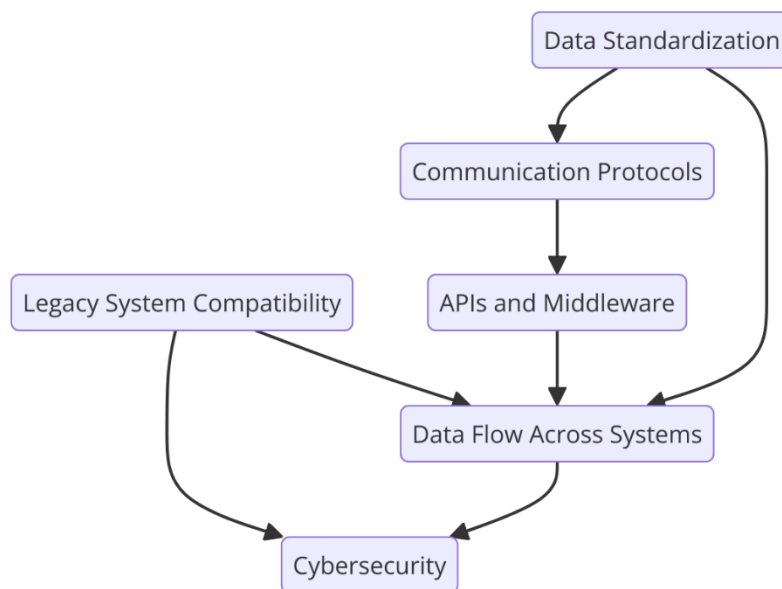 Data Standardization
Communication Protocols
Legacy System Compatibility
APIs and Middleware
Data Flow Across Systems
Cybersecurity